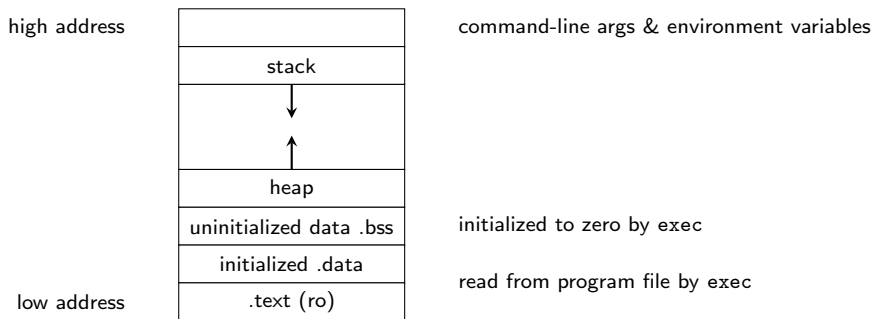 high address
command-line args & environment variables
stack
heap
uninitialized data .bss
initialized to zero by exec
initialized .data
read from program file by exec
low address
.text (ro)